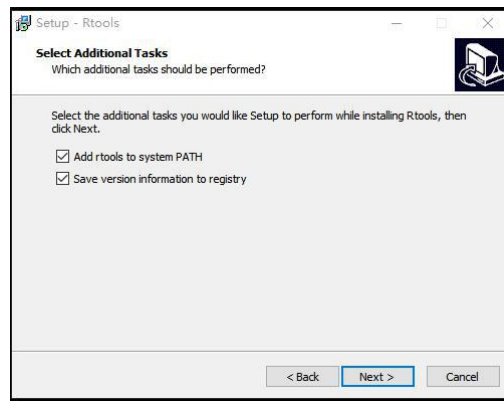 Setup - Rtools
Select Additional Tasks
Which additional tasks should be performed?
Select the additional tasks you would like Setup to perform while installing Rtools, then
click Next.
Add rtools to system PATH
Save version information to registry
< Back
Next >
Cancel